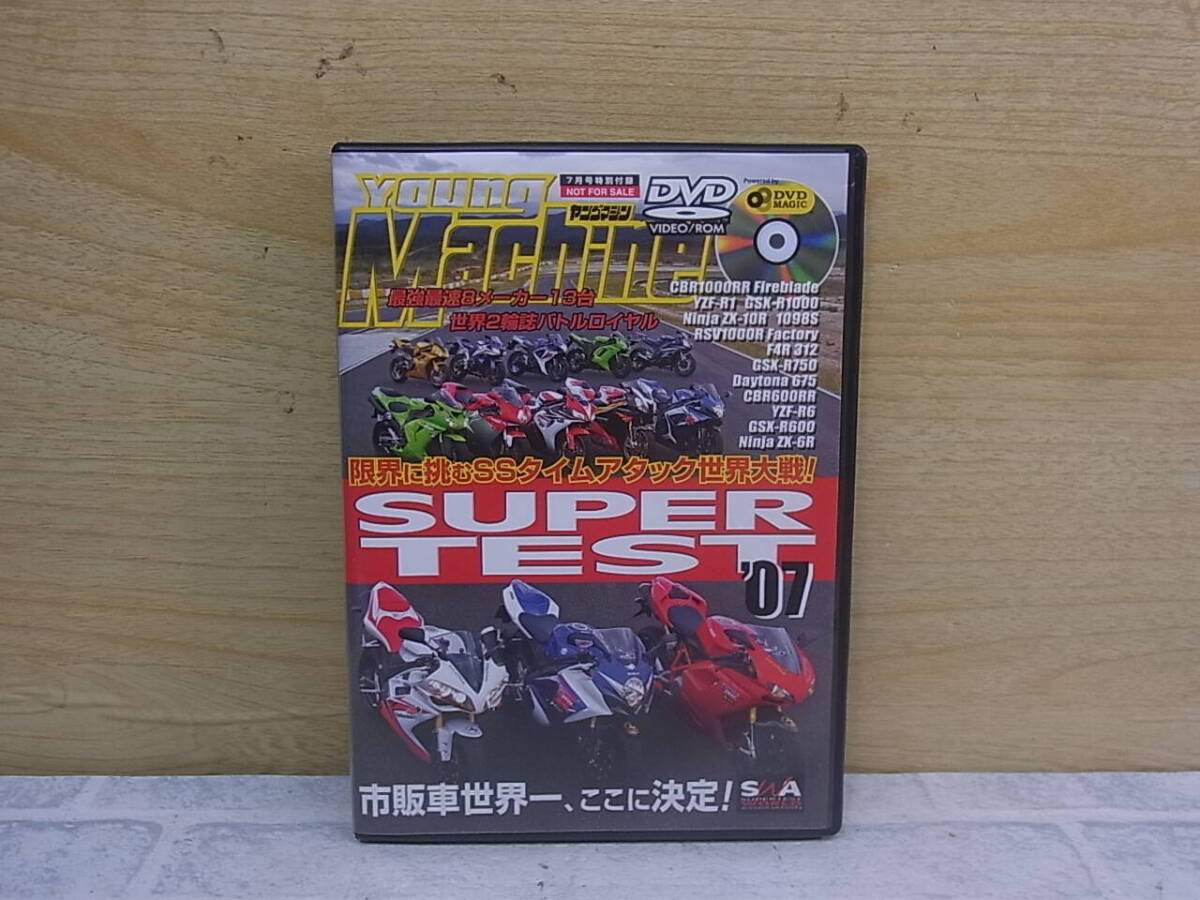 Young
Machine
7月号特別付録
NOT FOR SALE
ヤングマシン
DVD
VIDEO/ROM
Powered by
DVD
MAGIC
最強最速8メーカー13台
世界2輪誌バトルロイヤル
CBR1000RR Fireblade
YZF-R1 GSX-R1000
Ninja ZX-10R 1098S
RSV1000R Factory
F4R 312
GSX-R750
Daytona 675
CBR600RR
YZF-R6
GSX-R600
Ninja ZX-6R
限界に挑むSSタイムアタック世界大戦!
SUPER
TEST
'07
市販車世界一、ここに決定!